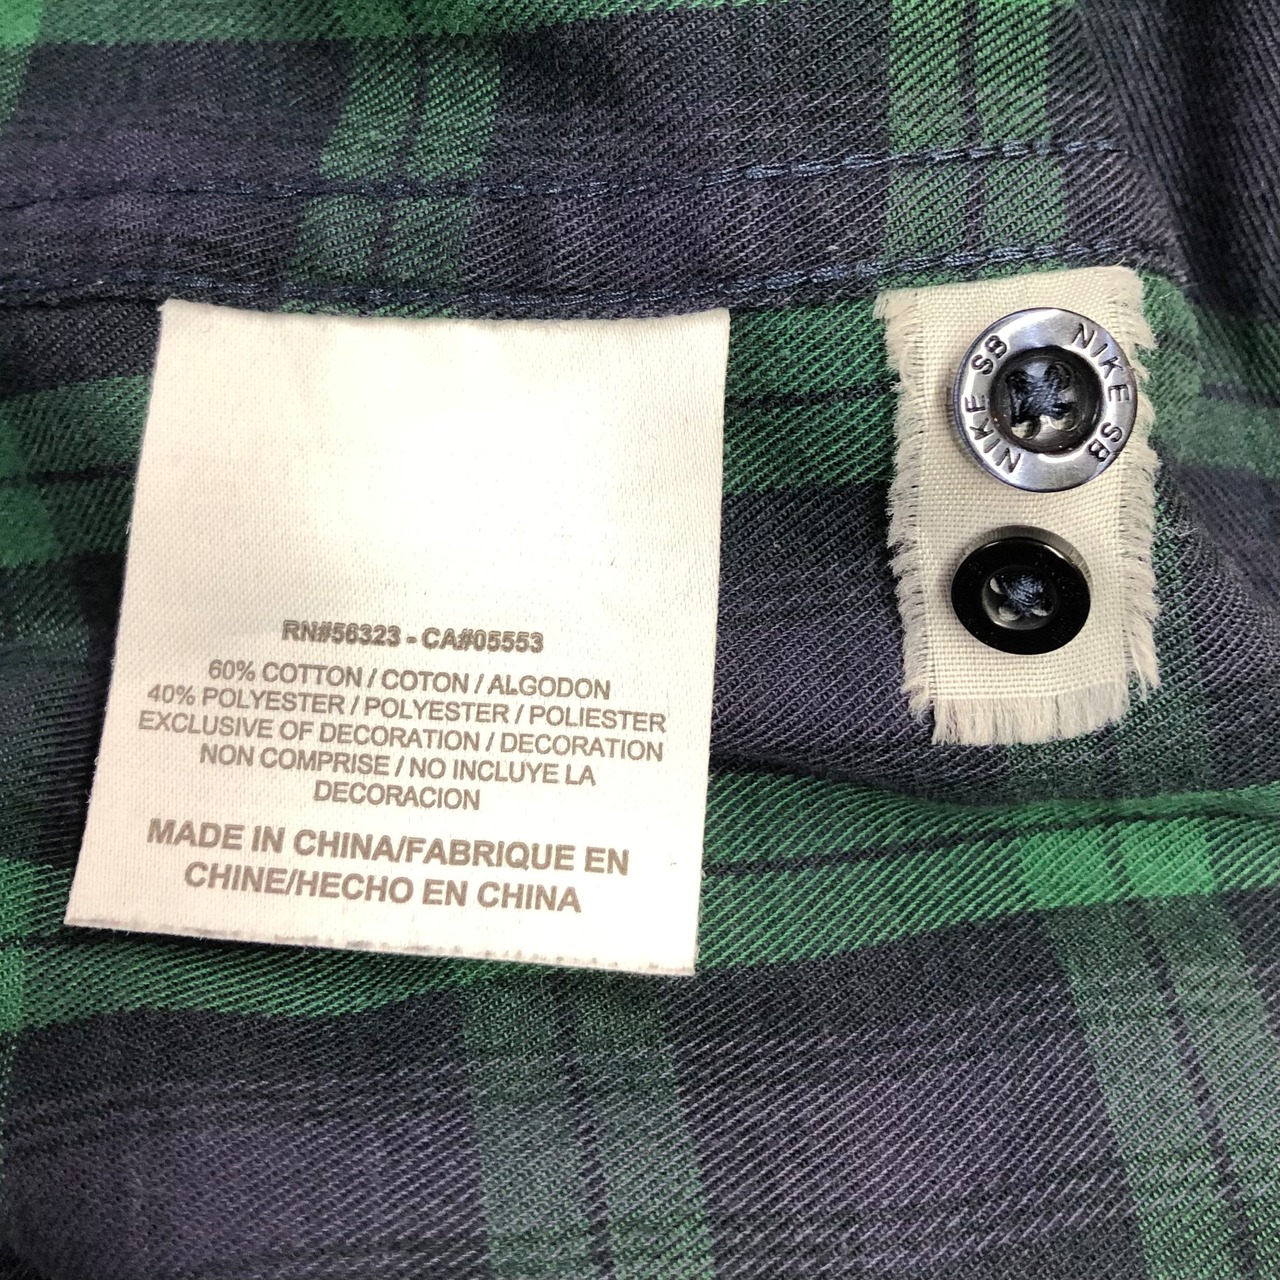 RN#56323 - CA#05553
60% COTTON / COTON / ALGODON
40% POLYESTER / POLYESTER / POLIESTER
EXCLUSIVE OF DECORATION / DECORATION
NON COMPRISE / NO INCLUYE LA
DECORACION
MADE IN CHINA/FABRIQUE EN
CHINE/HECHO EN CHINA
NIKE SB
NIKE SB